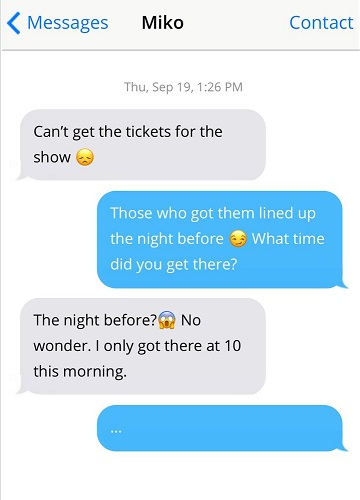 Messages Miko Contact
Thu, Sep 19, 1:26 PM
Can't get the tickets for the
show 😞
Those who got them lined up
the night before 😏 What time
did you get there?
The night before?😱 No
wonder. I only got there at 10
this morning.
...